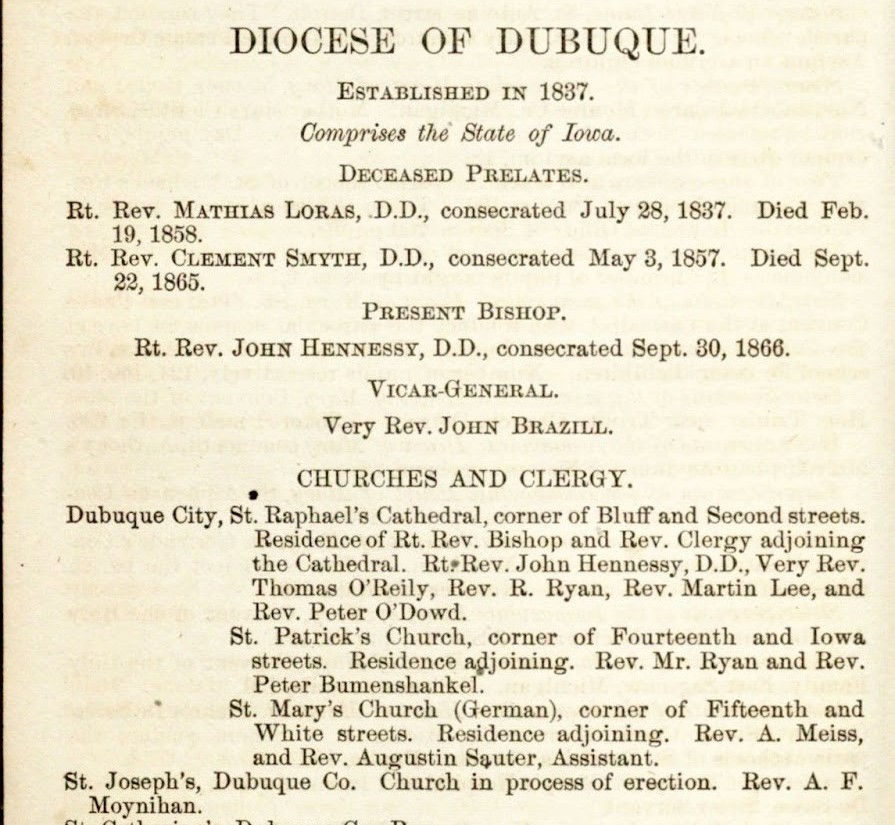 DIOCESE OF DUBUQUE.
ESTABLISHED IN 1837.
Comprises the State of Iowa.
DECEASED PRELATES.
Rt. Rev. MATHIAS LORAS, D.D., consecrated July 28, 1837. Died Feb.
19, 1858.
Rt. Rev. CLEMENT SMYTH, D.D., consecrated May 3, 1857. Died Sept.
22, 1865.
PRESENT BISHOP.
Rt. Rev. JOHN HENNESSY, D.D., consecrated Sept. 30, 1866.
VICAR-GENERAL.
Very Rev. JOHN BRAZILL.
CHURCHES AND CLERGY.
Dubuque City, St. Raphael's Cathedral, corner of Bluff and Second streets.
Residence of Rt. Rev. Bishop and Rev. Clergy adjoining
the Cathedral. Rt. Rev. John Hennessy, D.D., Very Rev.
Thomas O'Reily, Rev. R. Ryan, Rev. Martin Lee, and
Rev. Peter O'Dowd.
St. Patrick's Church, corner of Fourteenth and Iowa
streets. Residence adjoining. Rev. Mr. Ryan and Rev.
Peter Bumenshankel.
St. Mary's Church (German), corner of Fifteenth and
White streets. Residence adjoining. Rev. A. Meiss,
and Rev. Augustin Sauter, Assistant.
St. Joseph's, Dubuque Co. Church in process of erection. Rev. A. F.
Moynihan.